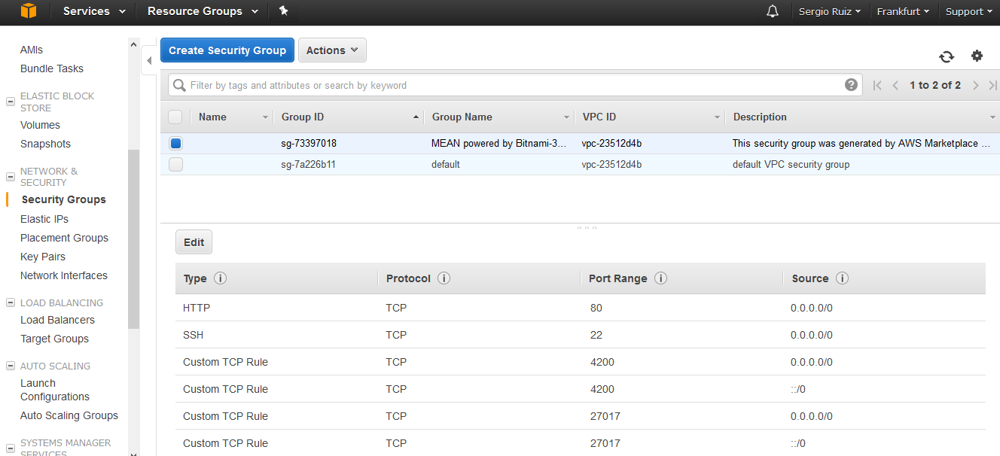 Services Resource Groups Sergio Ruiz Frankfurt Support
AMIs
Bundle Tasks
ELASTIC BLOCK
STORE
Volumes
Snapshots
NETWORK &
SECURITY
Security Groups
Elastic IPs
Placement Groups
Key Pairs
Network Interfaces
LOAD BALANCING
Load Balancers
Target Groups
AUTO SCALING
Launch
Configurations
Auto Scaling Groups
SYSTEMS MANAGER
SERVICES
Create Security Group Actions
Filter by tags and attributes or search by keyword ? 1 to 2 of 2
Name Group ID Group Name VPC ID Description
sg-73397018 MEAN powered by Bitnami-3... vpc-23512d4b This security group was generated by AWS Marketplace ...
sg-7a226b11 default vpc-23512d4b default VPC security group
Edit
Type i Protocol i Port Range i Source i
HTTP TCP 80 0.0.0.0/0
SSH TCP 22 0.0.0.0/0
Custom TCP Rule TCP 4200 0.0.0.0/0
Custom TCP Rule TCP 4200 ::/0
Custom TCP Rule TCP 27017 0.0.0.0/0
Custom TCP Rule TCP 27017 ::/0